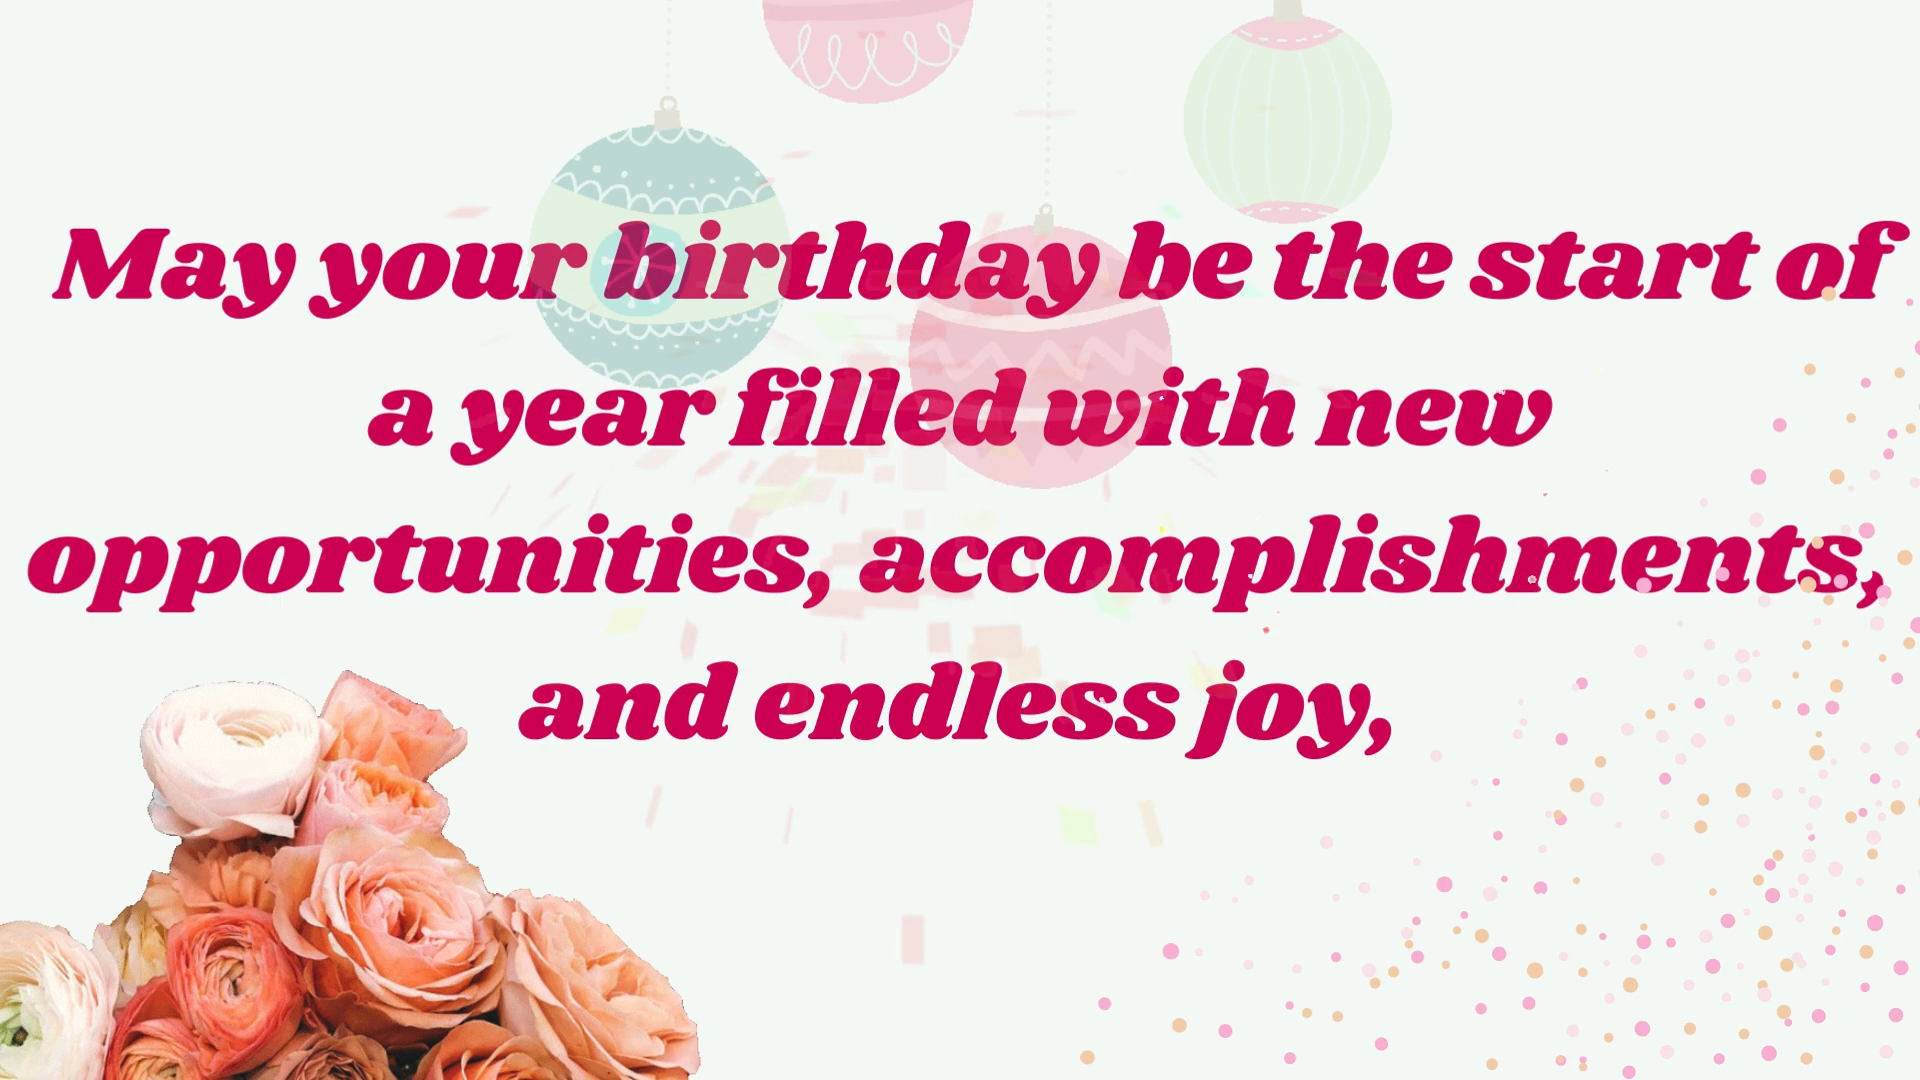 May your birthday be the start of
a year filled with new
opportunities, accomplishments,
and endless joy,